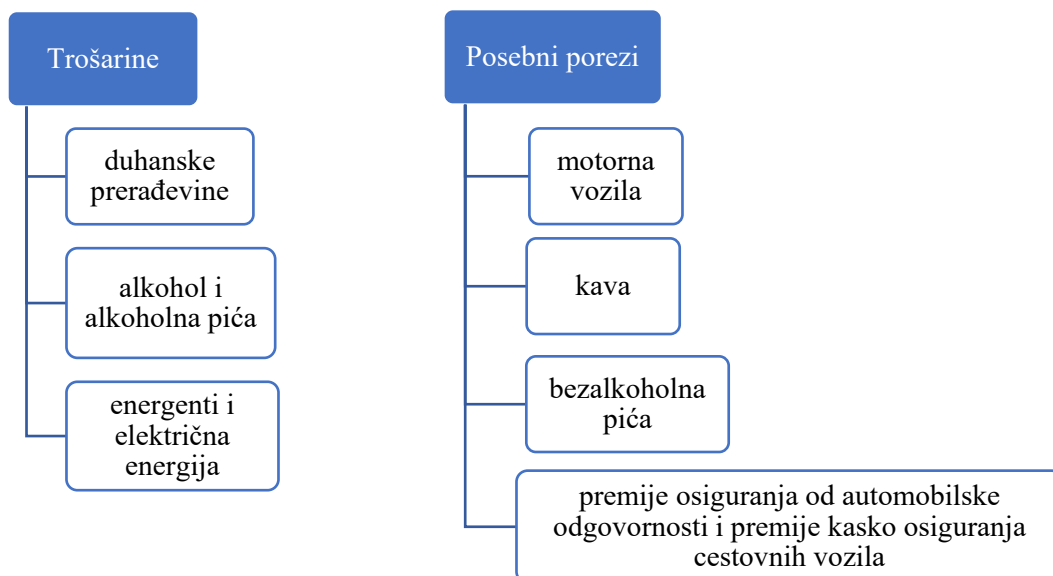 Trošarine
duhanske
prerađevine
alkohol i
alkoholna pića
energenti i
električna
energija
Posebni porezi
motorna
vozila
kava
bezalkoholna
pića
premije osiguranja od automobilske
odgovornosti i premije kasko osiguranja
cestovnih vozila